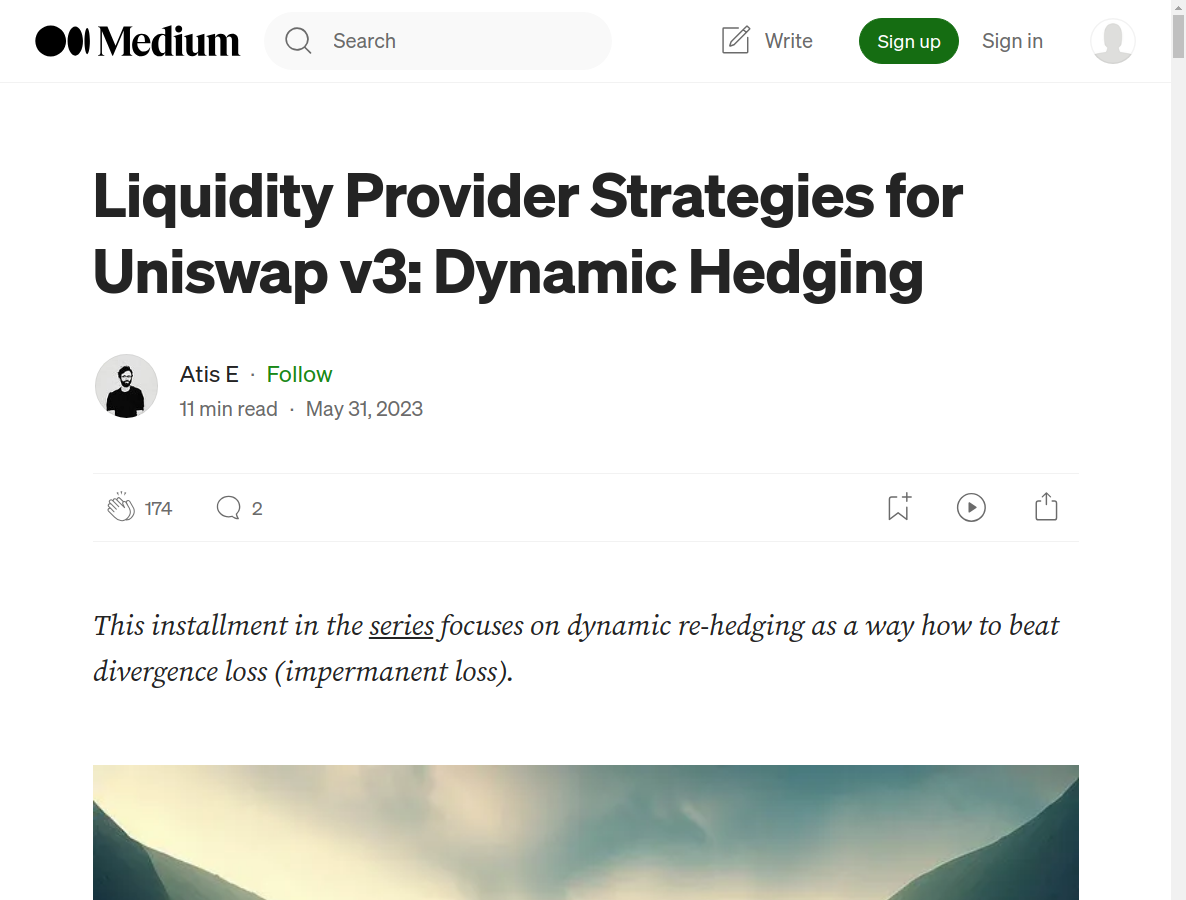 Medium
Search
Write
Sign up
Sign in
Liquidity Provider Strategies for
Uniswap v3: Dynamic Hedging
Atis E · Follow
11 min read · May 31, 2023
174
2
This installment in the series focuses on dynamic re-hedging as a way how to beat
divergence loss (impermanent loss).